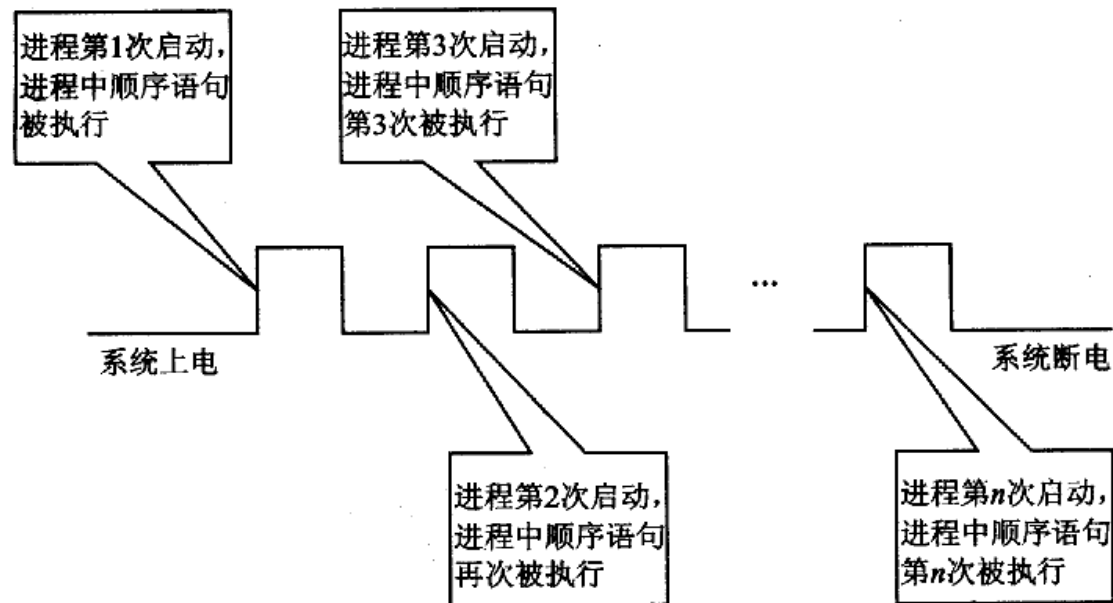 进程第1次启动，
进程中顺序语句
被执行
进程第3次启动，
进程中顺序语句
第3次被执行
...
系统上电
系统断电
进程第2次启动，
进程中顺序语句
再次被执行
进程第n次启动，
进程中顺序语句
第n次被执行